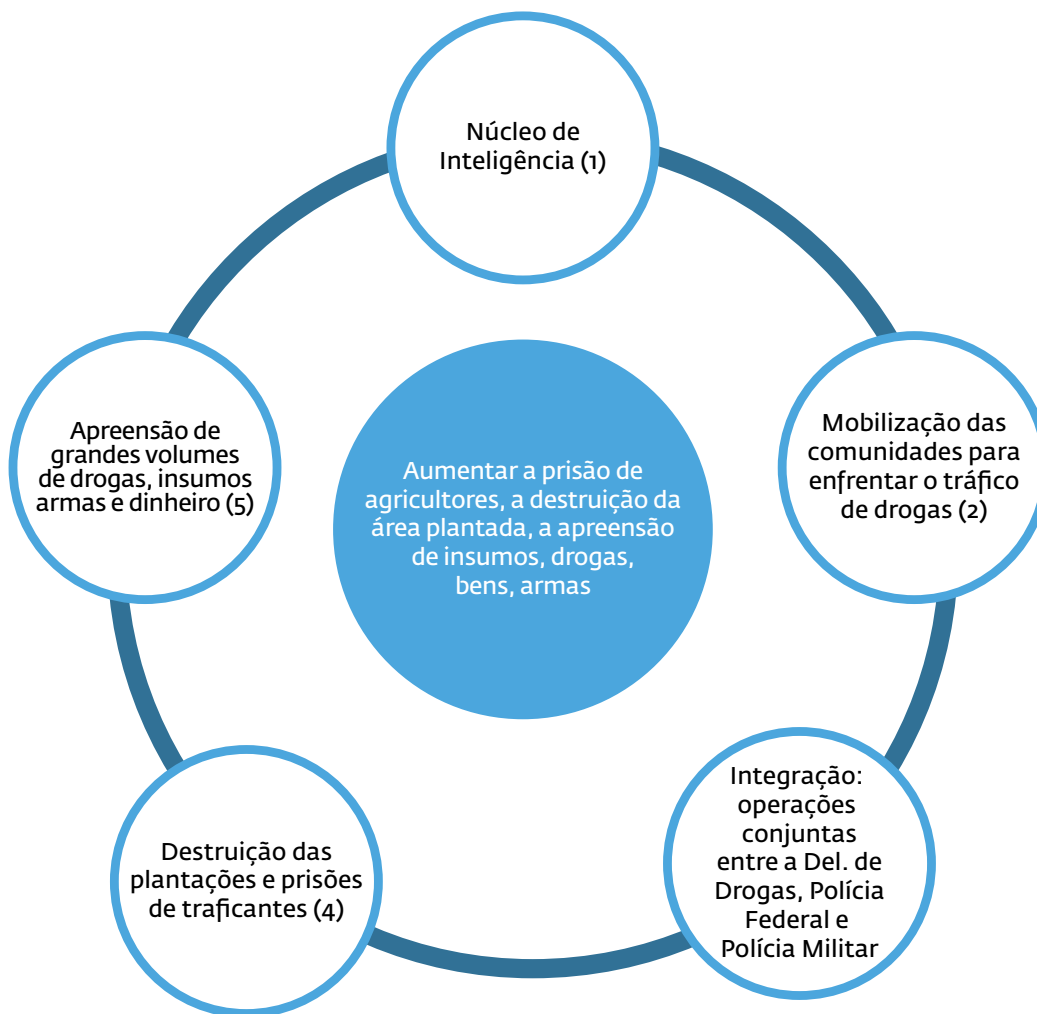 Núcleo de
Inteligência (1)
Mobilização das
comunidades para
enfrentar o tráfico
de drogas (2)
Integração:
operações
conjuntas
entre a Del. de
Drogas, Polícia
Federal e
Polícia Militar
Destruição das
plantações e prisões
de traficantes (4)
Apreensão de
grandes volumes
de drogas, insumos
armas e dinheiro (5)
Aumentar a prisão de
agricultores, a destruição da
área plantada, a apreensão
de insumos, drogas,
bens, armas